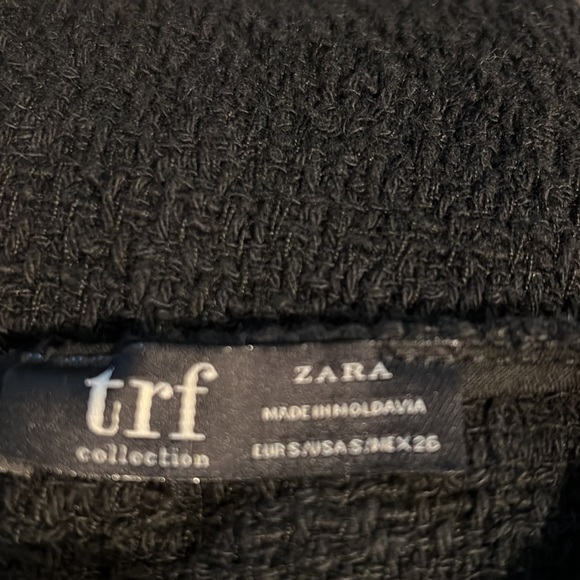 trf
collection
ZARA
MADE IN MOLDAVIA
EUR S/USA S/MEX 26